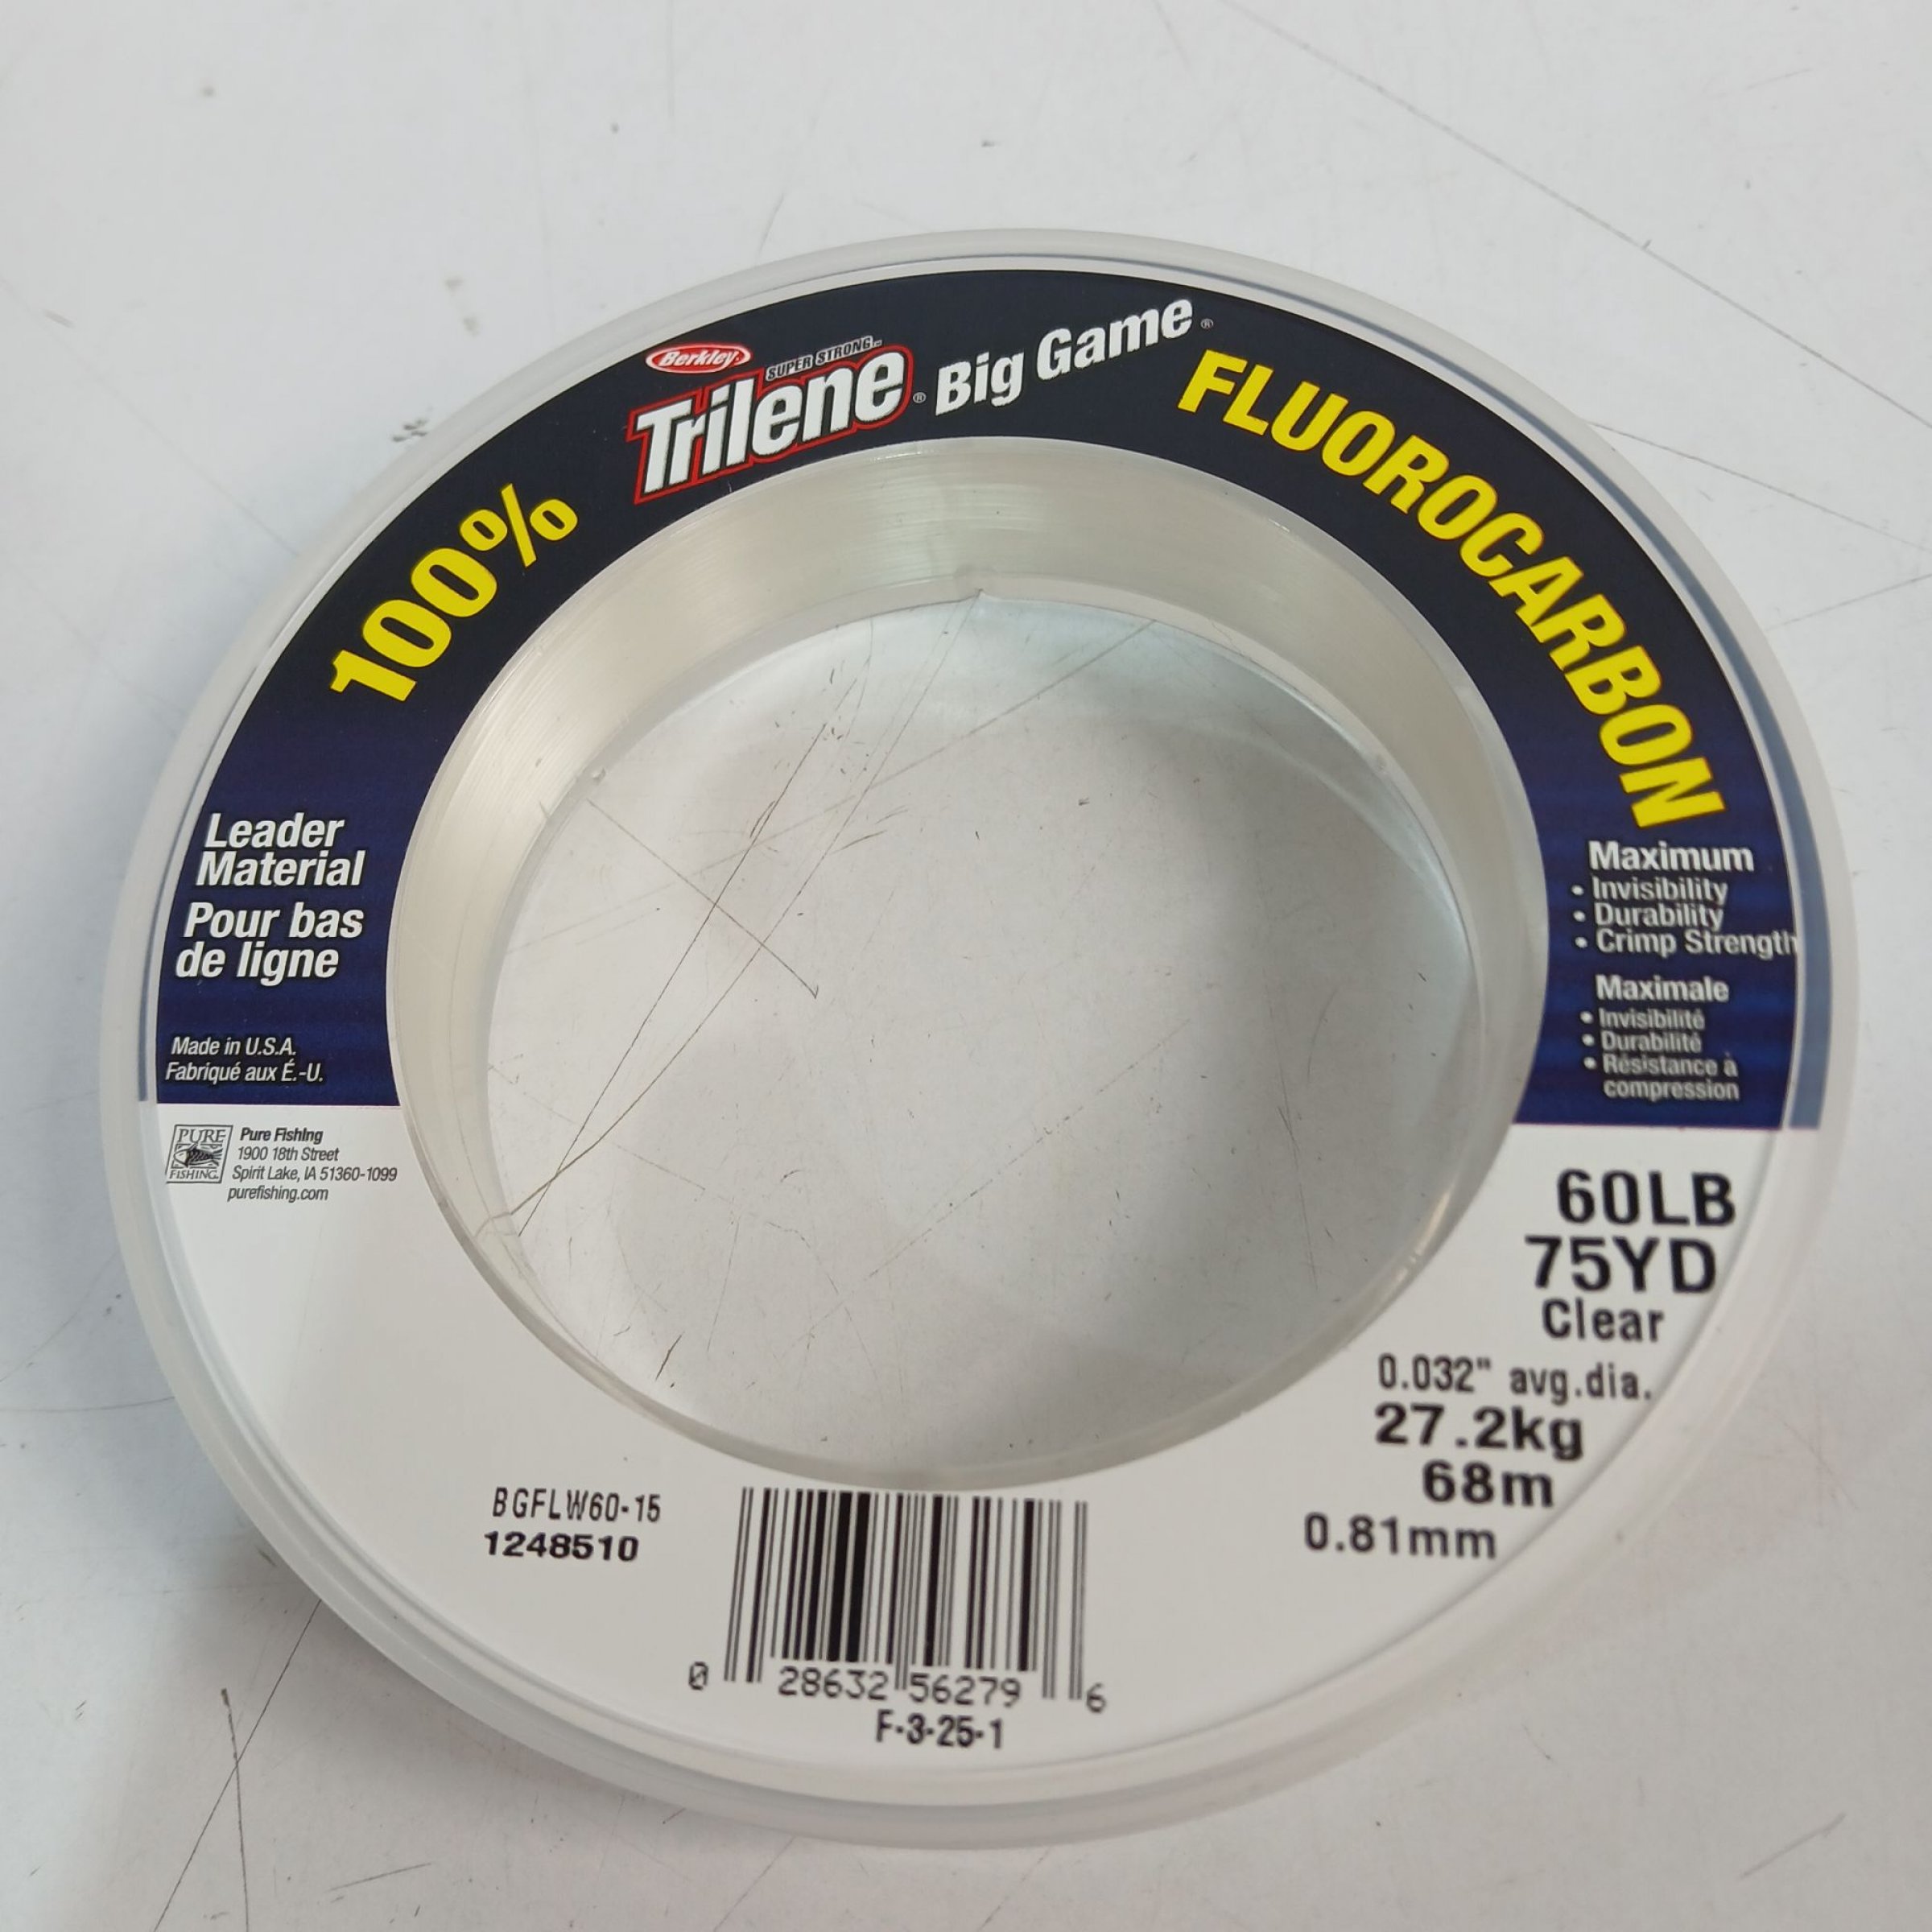 Berkley
SUPER STRONG™
Trilene® Big Game®
100%
FLUOROCARBON
Leader
Material
Pour bas
de ligne
Made in U.S.A.
Fabriqué aux É.-U.
PURE
FISHING
Pure Fishing
1900 18th Street
Spirit Lake, IA 51360-1099
purefishing.com
Maximum
• Invisibility
• Durability
• Crimp Strength
Maximale
• Invisibilité
• Durabilité
• Résistance à
compression
60LB
75YD
Clear
0.032" avg.dia.
27.2kg
68m
0.81mm
BGFLW60-15
1248510
0 28632 56279 6
F-3-25-1